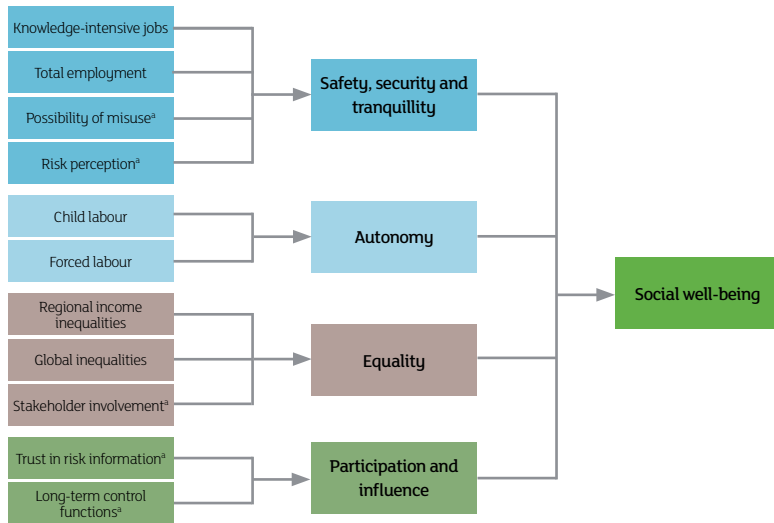 Knowledge-intensive jobs
Total employment
Possibility of misuseª
Risk perceptionª
Safety, security and
tranquillity
Child labour
Forced labour
Autonomy
Regional income
inequalities
Global inequalities
Stakeholder involvementª
Equality
Trust in risk informationª
Long-term control
functionsª
Participation and
influence
Social well-being